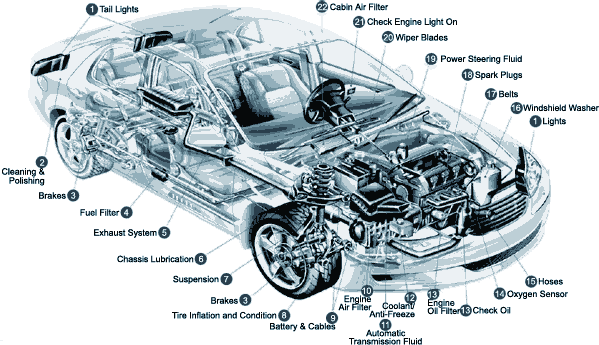 1 Tail Lights
22 Cabin Air Filter
21 Check Engine Light On
20 Wiper Blades
19 Power Steering Fluid
18 Spark Plugs
17 Belts
16 Windshield Washer
1 Lights
2
Cleaning &
Polishing
Brakes 3
Fuel Filter 4
Exhaust System 5
Chassis Lubrication 6
Suspension 7
Brakes 3
Tire Inflation and Condition 8
Battery & Cables 9
10
Engine
Air Filter
11
Automatic
Transmission Fluid
12
Coolant/
Anti-Freeze
13
Engine
Oil Filter
13 Check Oil
14 Oxygen Sensor
15 Hoses